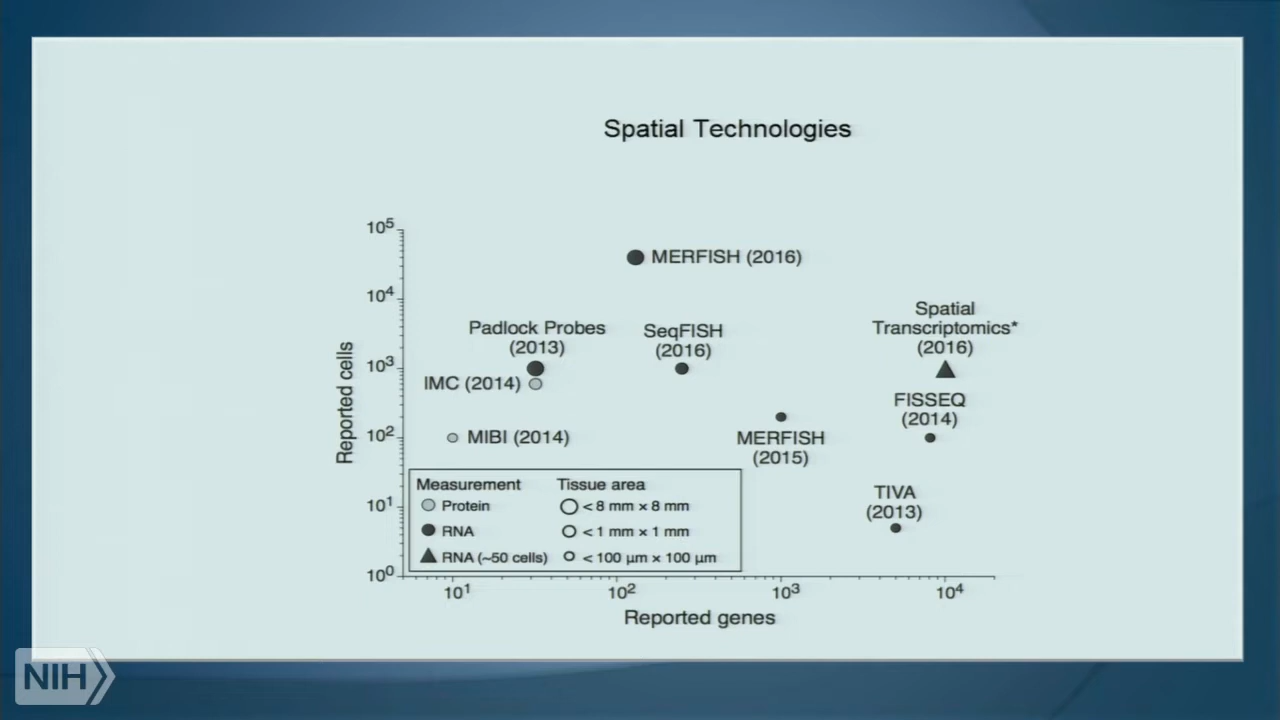 Spatial Technologies
10⁵
10⁴
10³
10²
10¹
10⁰
Reported cells
MERFISH (2016)
Padlock Probes
(2013)
SeqFISH
(2016)
Spatial
Transcriptomics*
(2016)
IMC (2014)
FISSEQ
(2014)
MIBI (2014)
MERFISH
(2015)
TIVA
(2013)
Measurement
Protein
RNA
RNA (~50 cells)
Tissue area
< 8 mm × 8 mm
< 1 mm × 1 mm
< 100 µm × 100 µm
10¹
10²
10³
10⁴
Reported genes
NIH